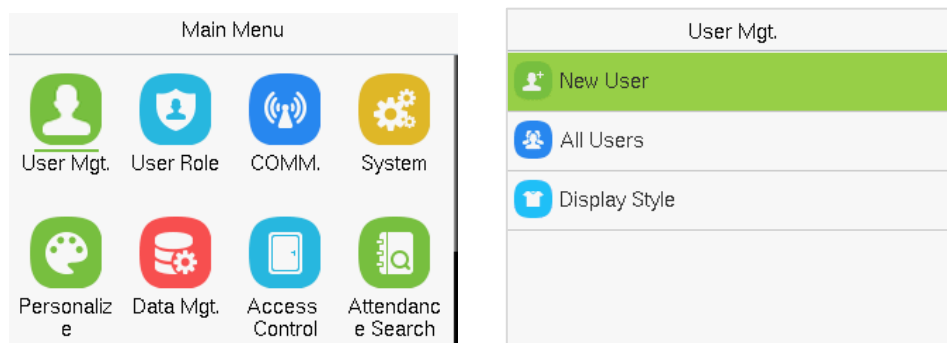 Main Menu
User Mgt.
User Role
COMM.
System
Personaliz
e
Data Mgt.
Access
Control
Attendanc
e Search
User Mgt.
New User
All Users
Display Style